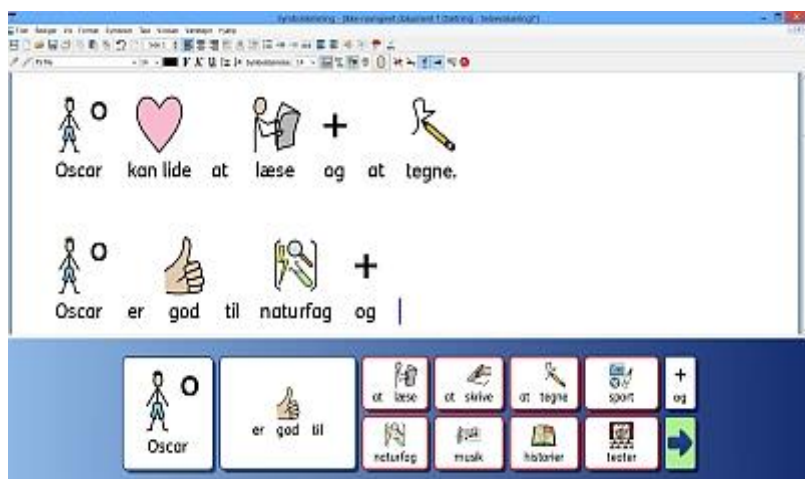 O
Oscar kan lide at læse og at tegne.
O
Oscar er god til naturfag og
O
Oscar
er god til
at læse
at skrive
at tegne
sport
og
naturfag
musik
historier
teater